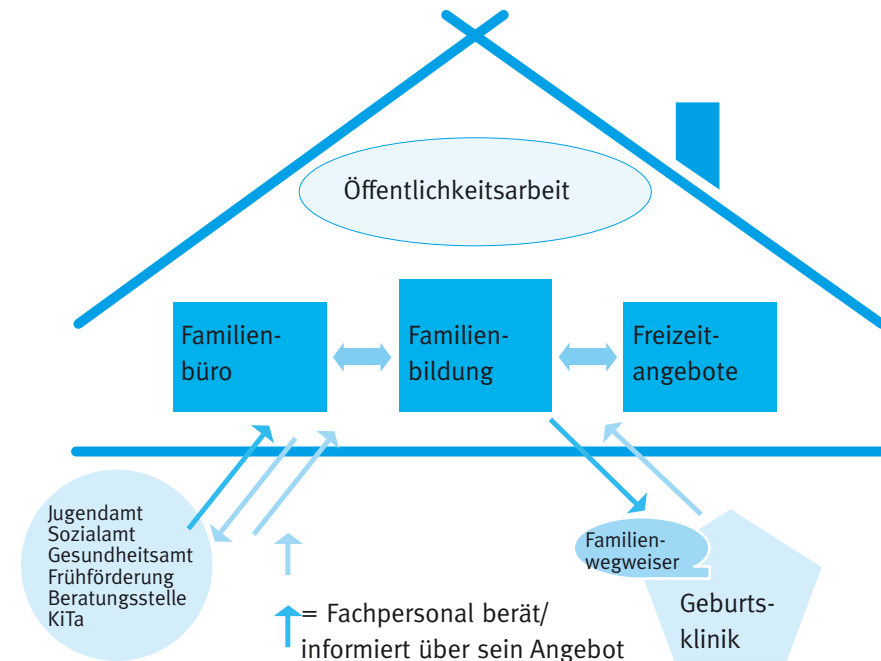 Öffentlichkeitsarbeit
Familien-
büro
Familien-
bildung
Freizeit-
angebote
Jugendamt
Sozialamt
Gesundheitsamt
Frühförderung
Beratungsstelle
KiTa
Familien-
wegweiser
Geburts-
klinik
= Fachpersonal berät/
informiert über sein Angebot